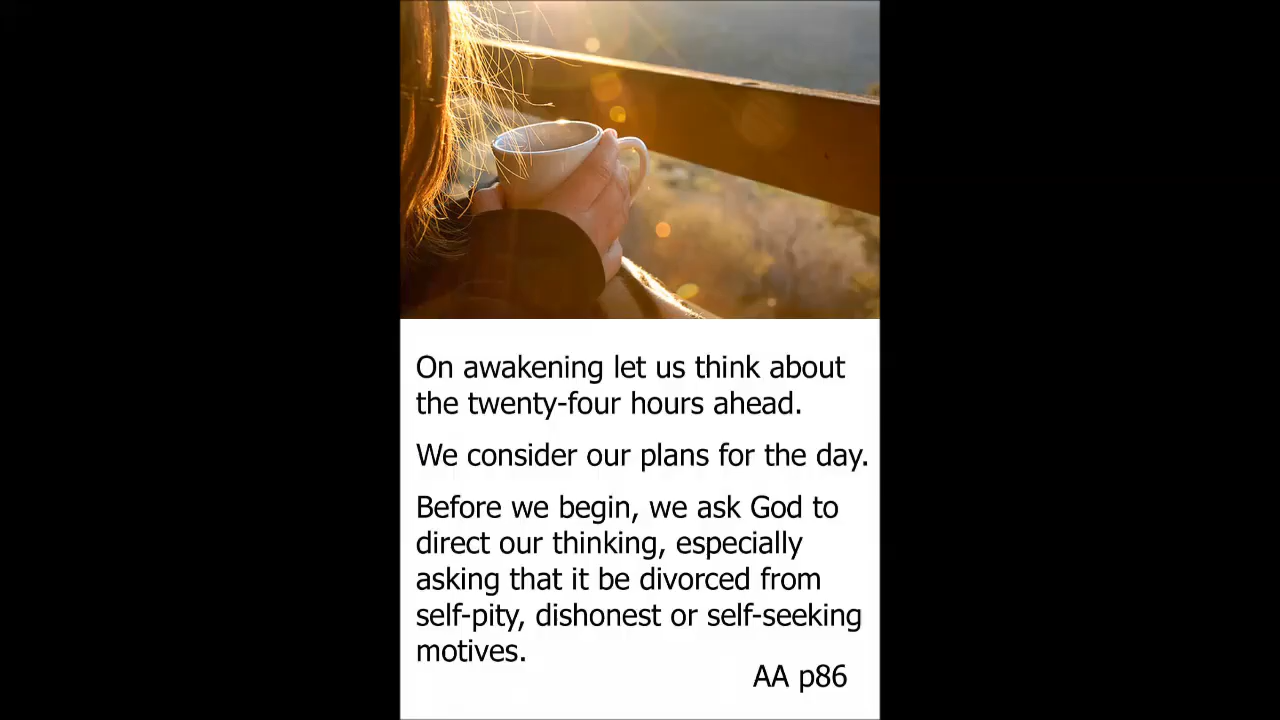 On awakening let us think about
the twenty-four hours ahead.
We consider our plans for the day.
Before we begin, we ask God to
direct our thinking, especially
asking that it be divorced from
self-pity, dishonest or self-seeking
motives.
AA p86